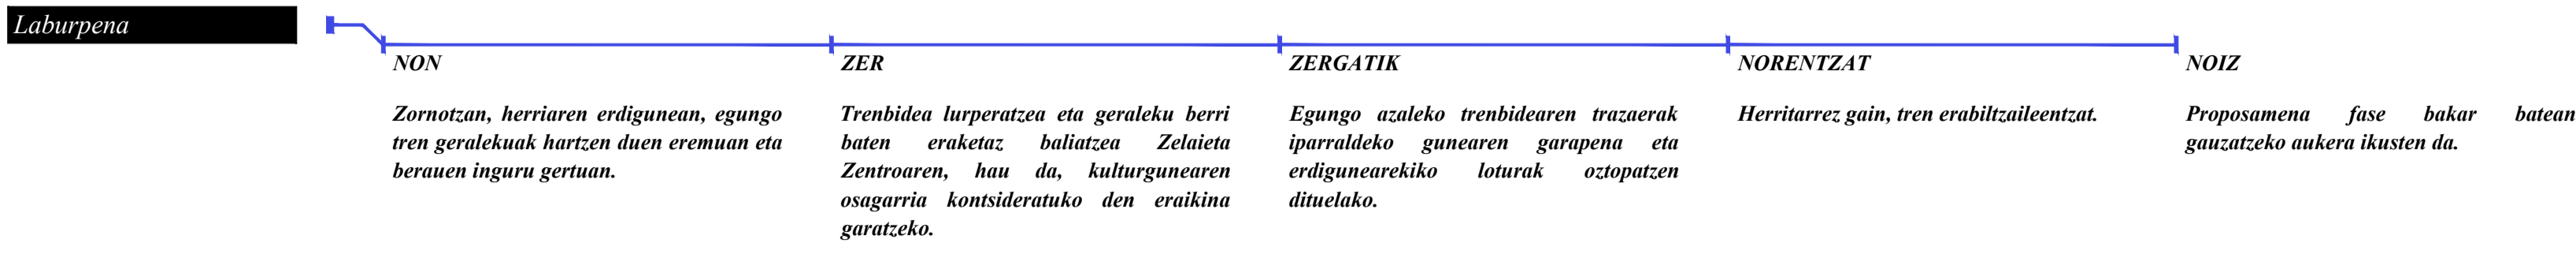 Laburpena
NON
Zornotzan, herriaren erdigunean, egungo
tren geralekuak hartzen duen eremuan eta
berauen inguru gertuan.
ZER
Trenbidea lurperatzea eta geraleku berri
baten eraketaz baliatzea Zelaieta
Zentroaren, hau da, kulturgunearen
osagarria kontsideratuko den eraikina
garatzeko.
ZERGATIK
Egungo azaleko trenbidearen trazaerak
iparraldeko gunearen garapena eta
erdigunearekiko loturak oztopatzen
dituelako.
NORENTZAT
Herritarrez gain, tren erabiltzaileentzat.
NOIZ
Proposamena fase bakar batean
gauzatzeko aukera ikusten da.